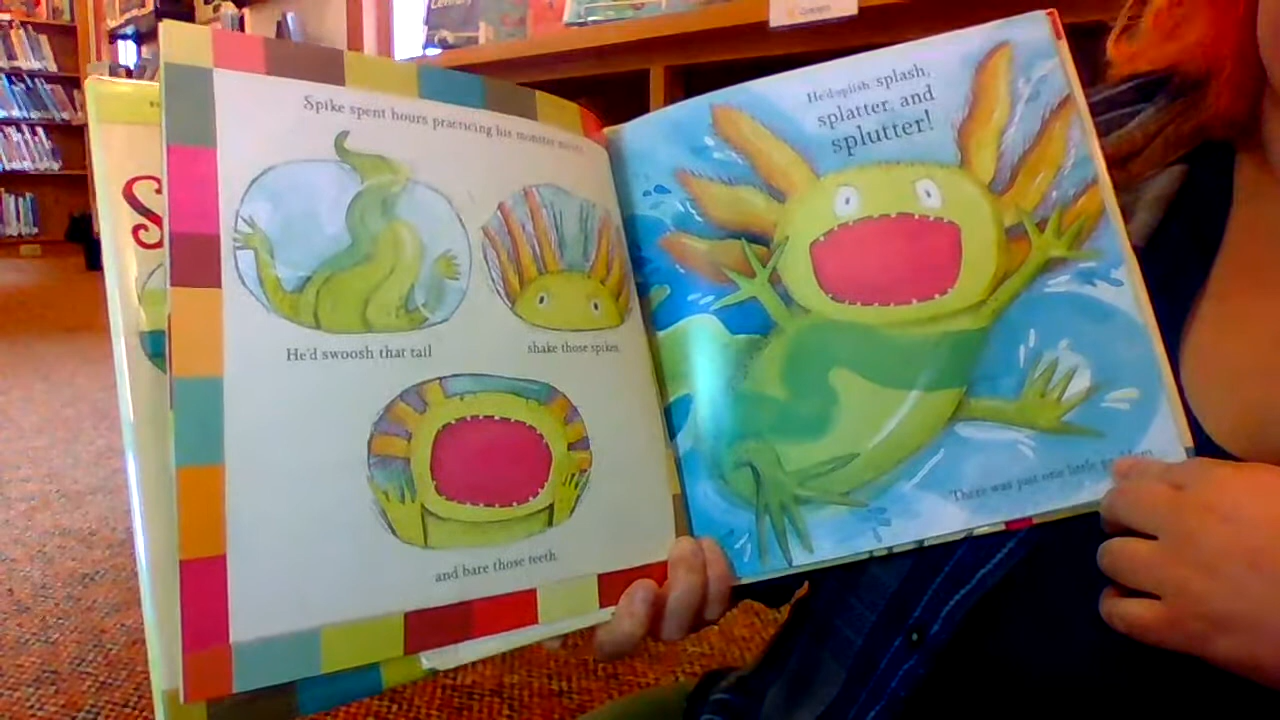 Spike spent hours practicing his monster moves.
He'd swoosh that tail
shake those spikes,
and bare those teeth.
He'd splish, splash,
splatter, and
splutter!
There was just one little problem
S